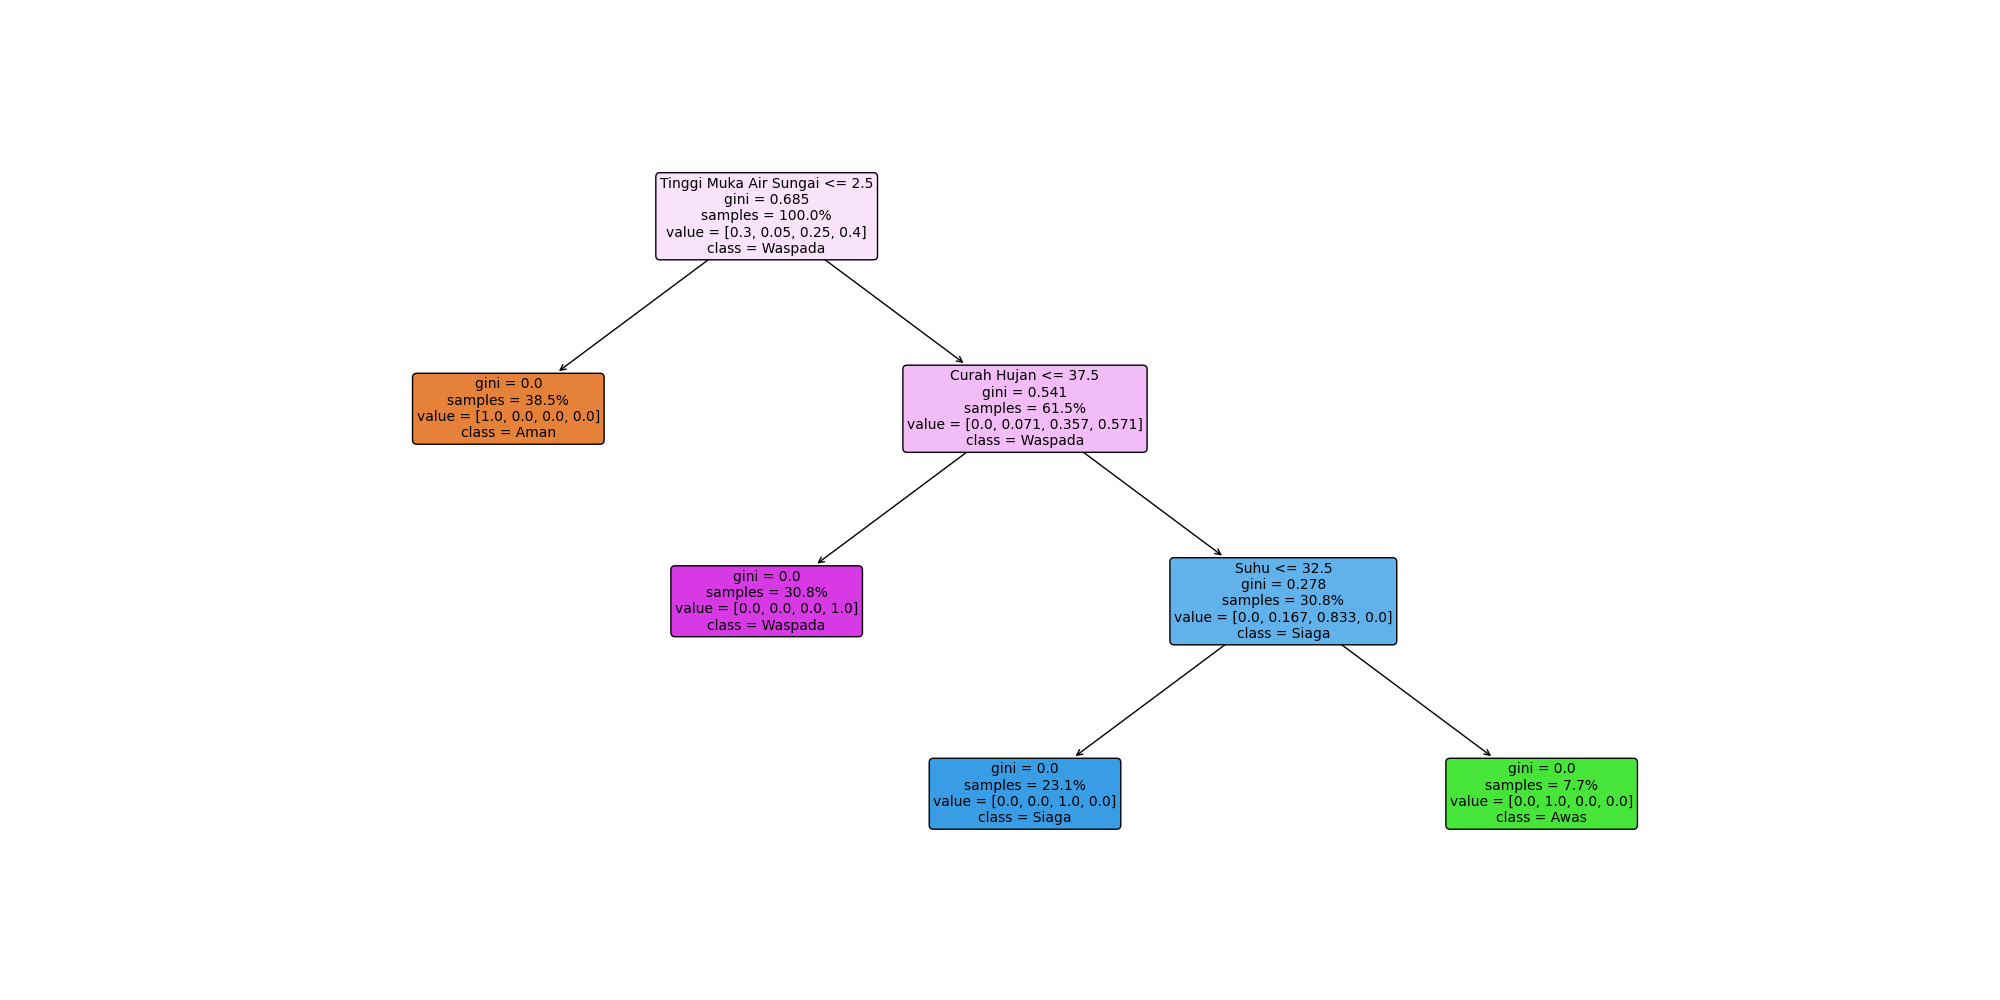 Tinggi Muka Air Sungai <= 2.5
gini = 0.685
samples = 100.0%
value = [0.3, 0.05, 0.25, 0.4]
class = Waspada
gini = 0.0
samples = 38.5%
value = [1.0, 0.0, 0.0, 0.0]
class = Aman
Curah Hujan <= 37.5
gini = 0.541
samples = 61.5%
value = [0.0, 0.071, 0.357, 0.571]
class = Waspada
gini = 0.0
samples = 30.8%
value = [0.0, 0.0, 0.0, 1.0]
class = Waspada
Suhu <= 32.5
gini = 0.278
samples = 30.8%
value = [0.0, 0.167, 0.833, 0.0]
class = Siaga
gini = 0.0
samples = 23.1%
value = [0.0, 0.0, 1.0, 0.0]
class = Siaga
gini = 0.0
samples = 7.7%
value = [0.0, 1.0, 0.0, 0.0]
class = Awas